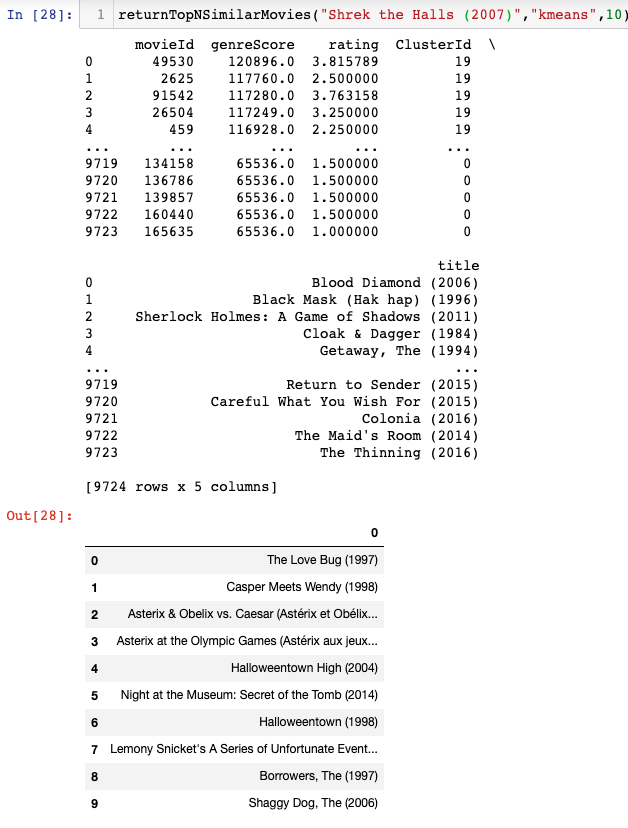 In [28]: 1 returnTopNSimilarMovies("Shrek the Halls (2007)","kmeans",10)
movieId genreScore rating ClusterId \
0 49530 120896.0 3.815789 19
1 2625 117760.0 2.500000 19
2 91542 117280.0 3.763158 19
3 26504 117249.0 3.250000 19
4 459 116928.0 2.250000 19
... ... ... ... ...
9719 134158 65536.0 1.500000 0
9720 136786 65536.0 1.500000 0
9721 139857 65536.0 1.500000 0
9722 160440 65536.0 1.500000 0
9723 165635 65536.0 1.000000 0
title
0 Blood Diamond (2006)
1 Black Mask (Hak hap) (1996)
2 Sherlock Holmes: A Game of Shadows (2011)
3 Cloak & Dagger (1984)
4 Getaway, The (1994)
... ...
9719 Return to Sender (2015)
9720 Careful What You Wish For (2015)
9721 Colonia (2016)
9722 The Maid's Room (2014)
9723 The Thinning (2016)
[9724 rows x 5 columns]
Out[28]:
0
0 The Love Bug (1997)
1 Casper Meets Wendy (1998)
2 Asterix & Obelix vs. Caesar (Astérix et Obélix...
3 Asterix at the Olympic Games (Astérix aux jeux...
4 Halloweentown High (2004)
5 Night at the Museum: Secret of the Tomb (2014)
6 Halloweentown (1998)
7 Lemony Snicket's A Series of Unfortunate Event...
8 Borrowers, The (1997)
9 Shaggy Dog, The (2006)